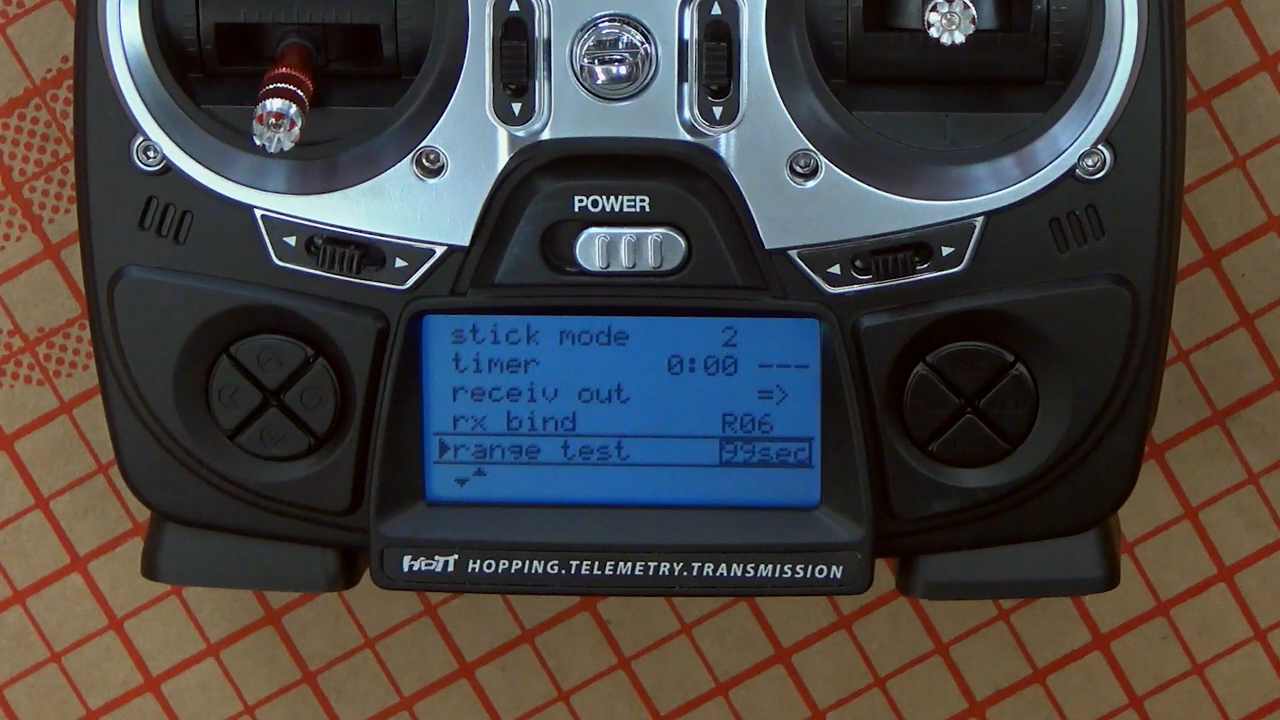 POWER
stick mode 2
timer 0:00 ---
receiv out =>
rx bind R06
range test 99sec
HoTT HOPPING.TELEMETRY.TRANSMISSION